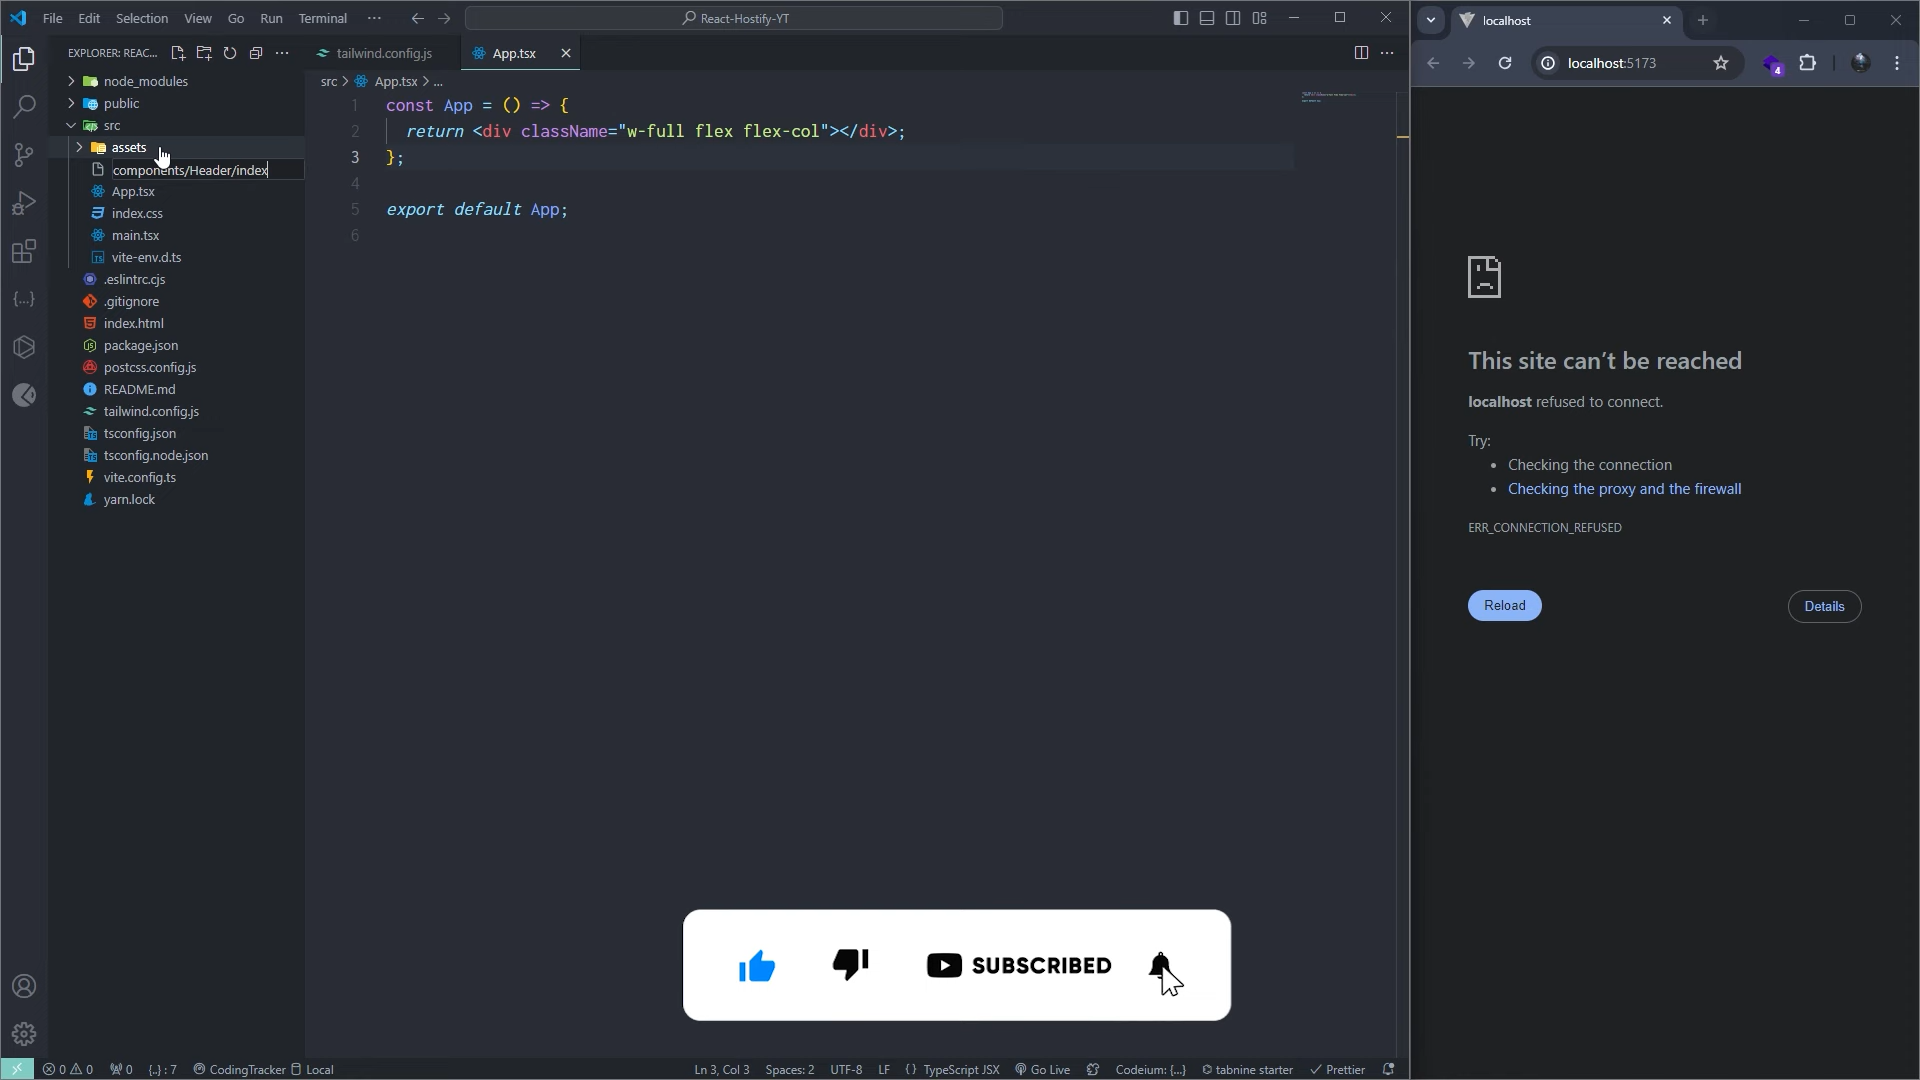 File Edit Selection View Go Run Terminal ··· React-Hostify-YT
EXPLORER: REAC...
node_modules
public
src
assets
components/Header/index
App.tsx
index.css
main.tsx
vite-env.d.ts
.eslintrc.cjs
.gitignore
index.html
package.json
postcss.config.js
README.md
tailwind.config.js
tsconfig.json
tsconfig.node.json
vite.config.ts
yarn.lock
tailwind.config.js App.tsx
src > App.tsx > ...
1 const App = () => {
2 return <div className="w-full flex flex-col"></div>;
3 };
4
5 export default App;
6
SUBSCRIBED
0 0 0 {..} : 7 CodingTracker Local Ln 3, Col 3 Spaces: 2 UTF-8 LF {} TypeScript JSX Go Live Codeium: {...} tabnine starter Prettier
localhost
localhost:5173
4
This site can’t be reached
localhost refused to connect.
Try:
• Checking the connection
• Checking the proxy and the firewall
ERR_CONNECTION_REFUSED
Reload Details